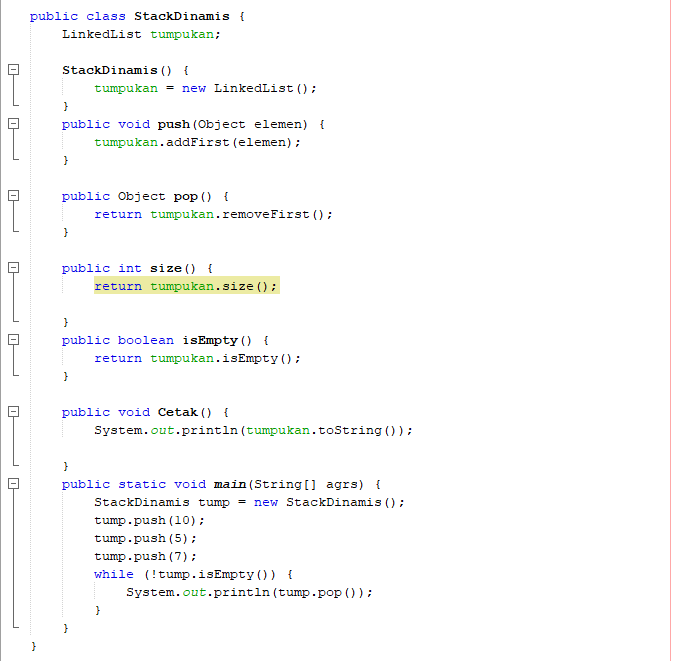 public class StackDinamis {
    LinkedList tumpukan;

    StackDinamis() {
        tumpukan = new LinkedList();
    }
    public void push(Object elemen) {
        tumpukan.addFirst(elemen);
    }

    public Object pop() {
        return tumpukan.removeFirst();
    }

    public int size() {
        return tumpukan.size();

    }
    public boolean isEmpty() {
        return tumpukan.isEmpty();
    }

    public void Cetak() {
        System.out.println(tumpukan.toString());

    }
    public static void main(String[] agrs) {
        StackDinamis tump = new StackDinamis();
        tump.push(10);
        tump.push(5);
        tump.push(7);
        while (!tump.isEmpty()) {
            System.out.println(tump.pop());
        }
    }
}